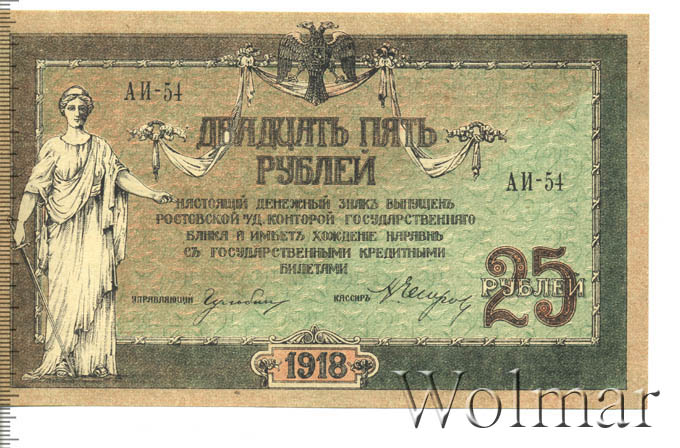 АИ-54
ДВАДЦАТЬ ПЯТЬ
РУБЛЕЙ
АИ-54
НАСТОЯЩІЙ ДЕНЕЖНЫЙ ЗНАКЪ ВЫПУЩЕНЪ
РОСТОВСКОЙ УД. КОНТОРОЙ ГОСУДАРСТВЕННАГО
БАНКА И ИМѢЕТЪ ХОЖДЕНІЕ НАРАВНѢ
СЪ ГОСУДАРСТВЕННЫМИ КРЕДИТНЫМИ
БИЛЕТАМИ
25
РУБЛЕЙ
УПРАВЛЯЮЩІЙ
КАССИРЪ
1918
Wolmar